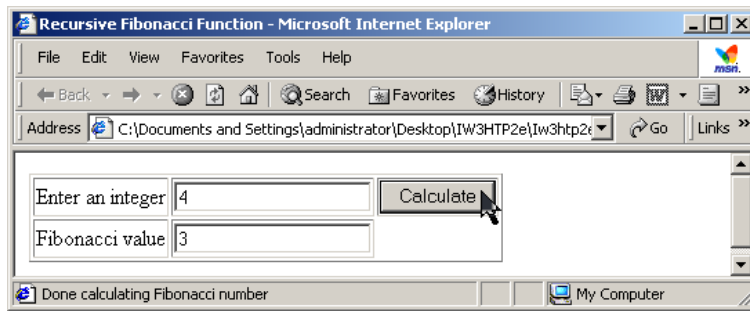 Recursive Fibonacci Function - Microsoft Internet Explorer
File Edit View Favorites Tools Help
msn.
Back Search Favorites History W »
Address C:\Documents and Settings\administrator\Desktop\IW3HTP2e\Iw3htp2e Go Links »
Enter an integer 4 Calculate
Fibonacci value 3
Done calculating Fibonacci number My Computer